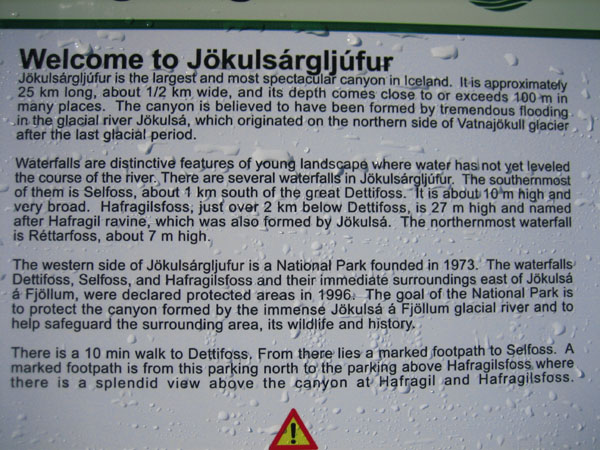 Welcome to Jökulsárgljúfur
Jökulsárgljúfur is the largest and most spectacular canyon in Iceland. It is approximately
25 km long, about 1/2 km wide, and its depth comes close to or exceeds 100 m in
many places. The canyon is believed to have been formed by tremendous flooding
in the glacial river Jökulsá, which originated on the northern side of Vatnajökull glacier
after the last glacial period.
Waterfalls are distinctive features of young landscape where water has not yet leveled
the course of the river. There are several waterfalls in Jökulsárgljúfur. The southernmost
of them is Selfoss, about 1 km south of the great Dettifoss. It is about 10 m high and
very broad. Hafragilsfoss, just over 2 km below Dettifoss, is 27 m high and named
after Hafragil ravine, which was also formed by Jökulsá. The northernmost waterfall
is Réttarfoss, about 7 m high.
The western side of Jökulsárgljufur is a National Park founded in 1973. The waterfalls
Dettifoss, Selfoss, and Hafragilsfoss and their immediate surroundings east of Jökulsá
á Fjöllum, were declared protected areas in 1996. The goal of the National Park is
to protect the canyon formed by the immense Jökulsá á Fjöllum glacial river and to
help safeguard the surrounding area, its wildlife and history.
There is a 10 min walk to Dettifoss. From there lies a marked footpath to Selfoss. A
marked footpath is from this parking north to the parking above Hafragilsfoss where
there is a splendid view above the canyon at Hafragil and Hafragilsfoss.
!